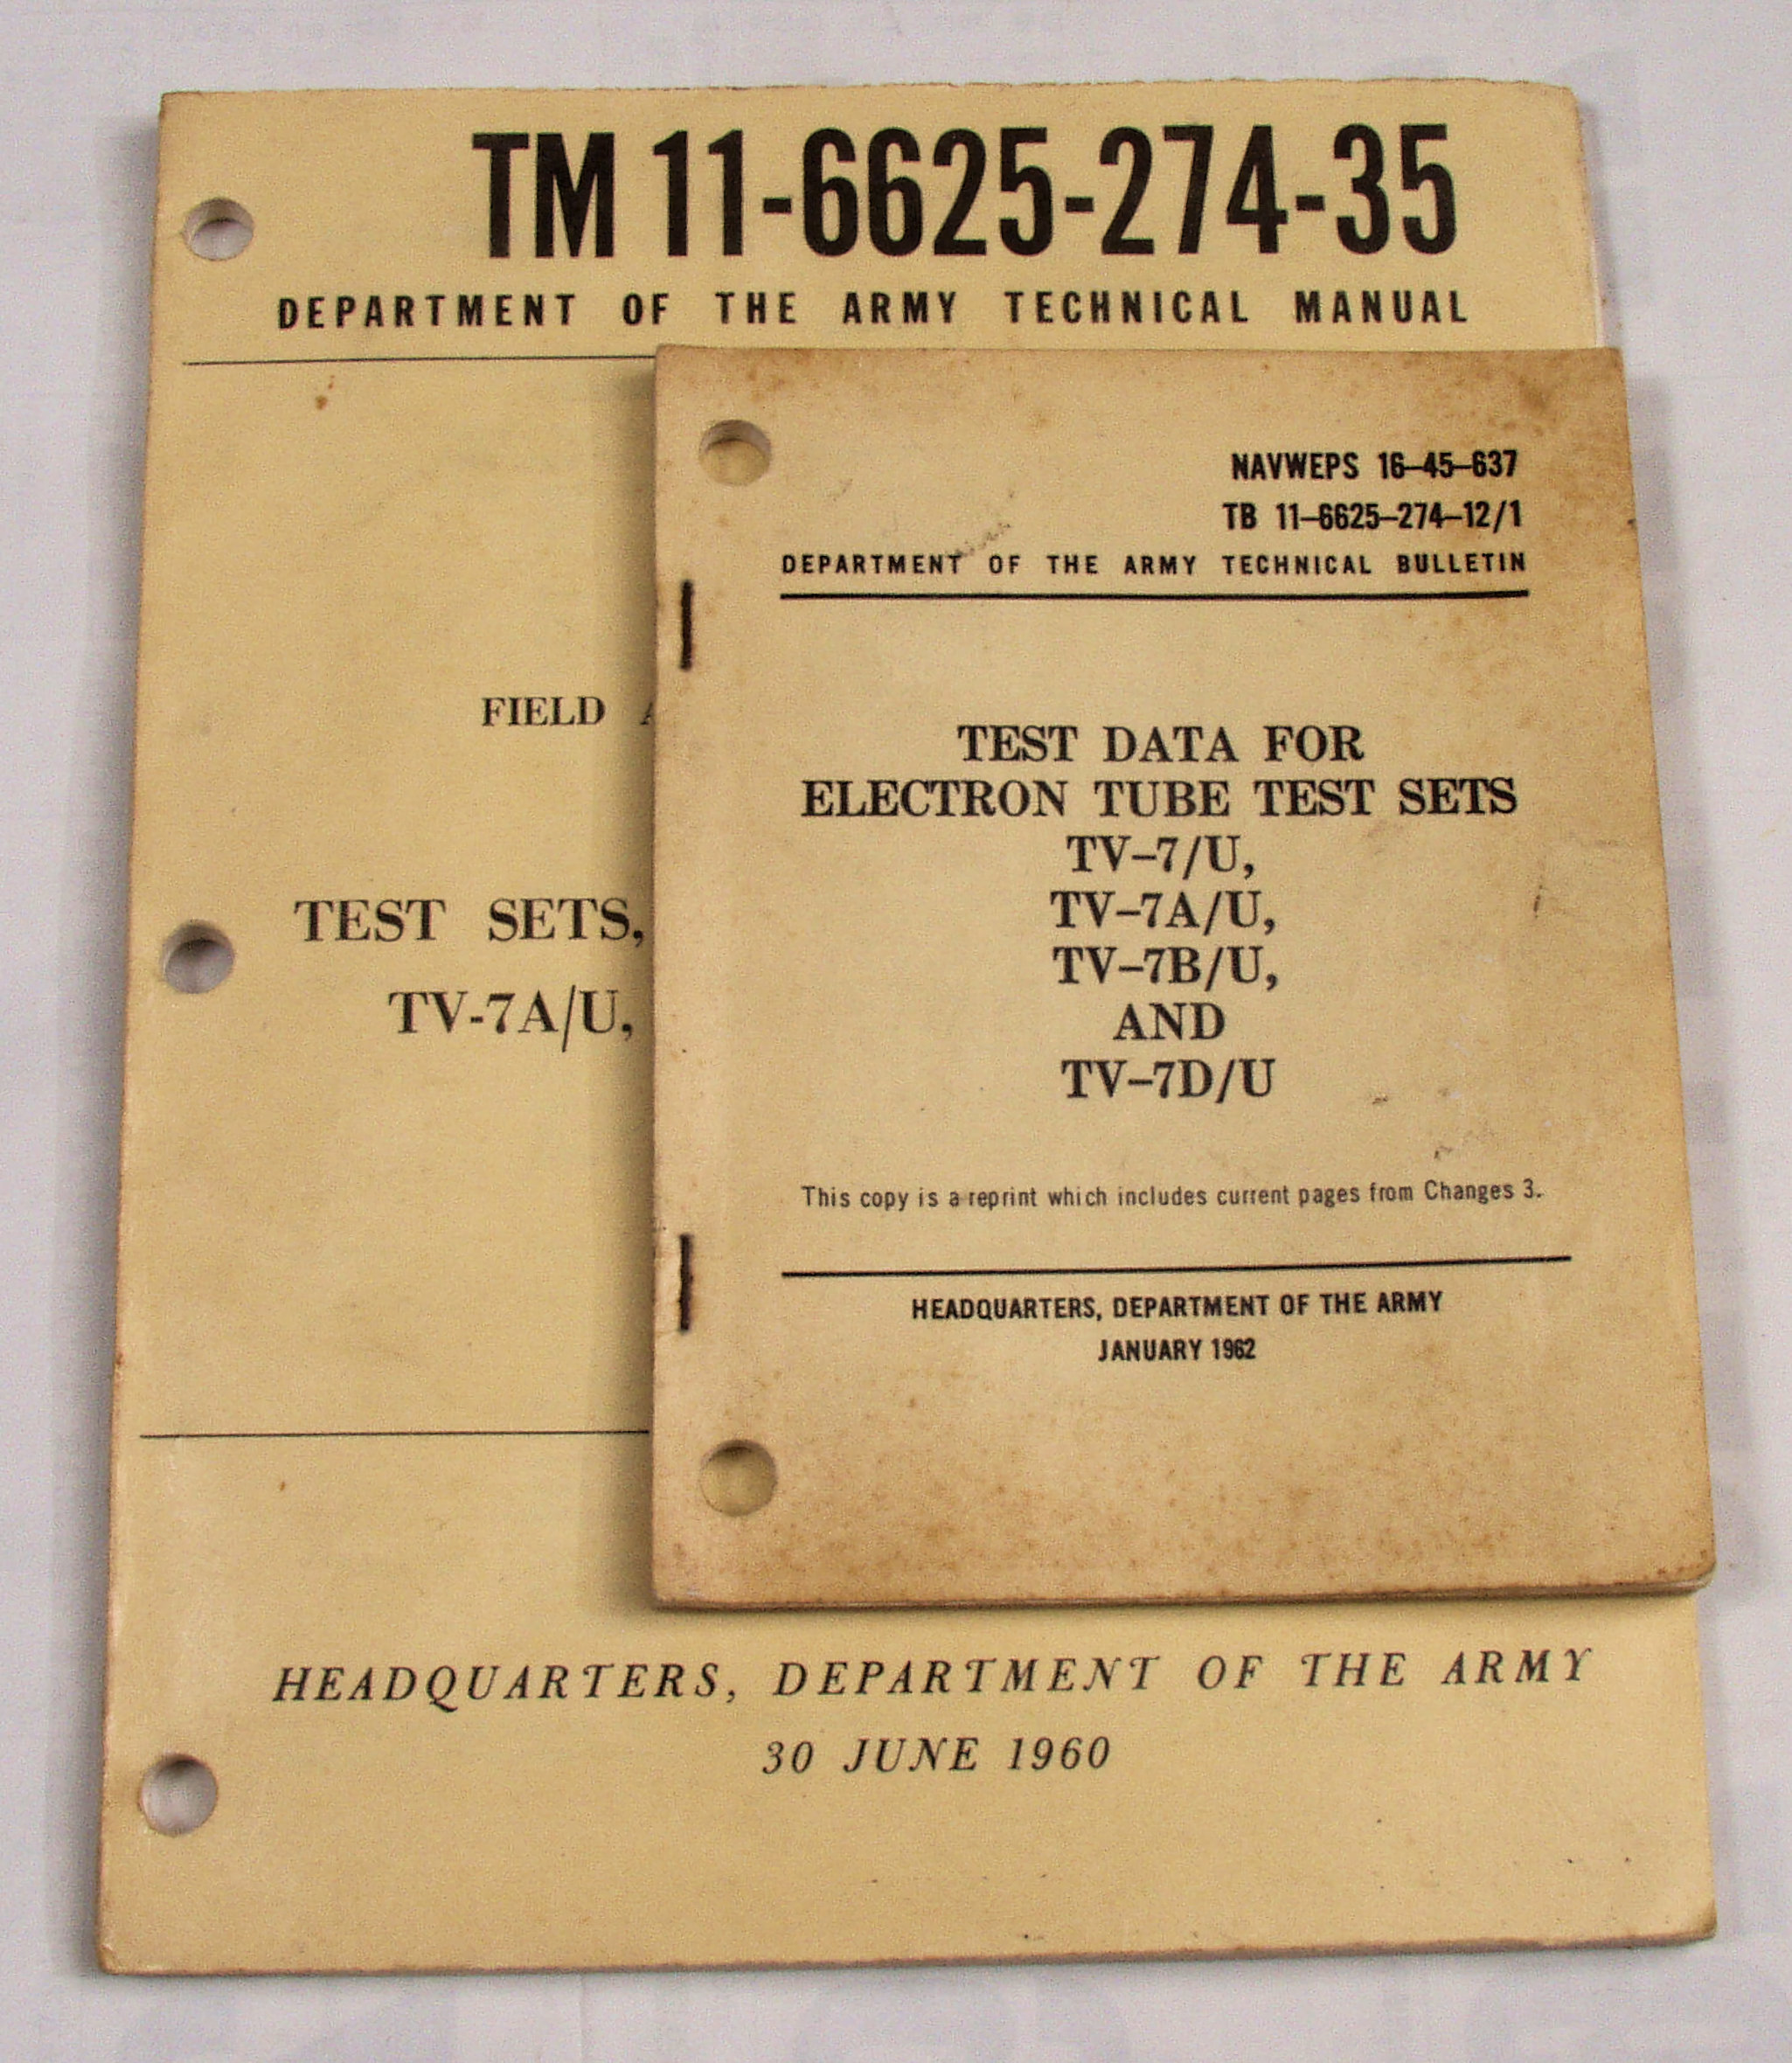 TM 11-6625-274-35
DEPARTMENT OF THE ARMY TECHNICAL MANUAL
FIELD
TEST SETS,
TV-7A/U,
HEADQUARTERS, DEPARTMENT OF THE ARMY
30 JUNE 1960
NAVWEPS 16-45-637
TB 11-6625-274-12/1
DEPARTMENT OF THE ARMY TECHNICAL BULLETIN
TEST DATA FOR
ELECTRON TUBE TEST SETS
TV-7/U,
TV-7A/U,
TV-7B/U,
AND
TV-7D/U
This copy is a reprint which includes current pages from Changes 3.
HEADQUARTERS, DEPARTMENT OF THE ARMY
JANUARY 1962